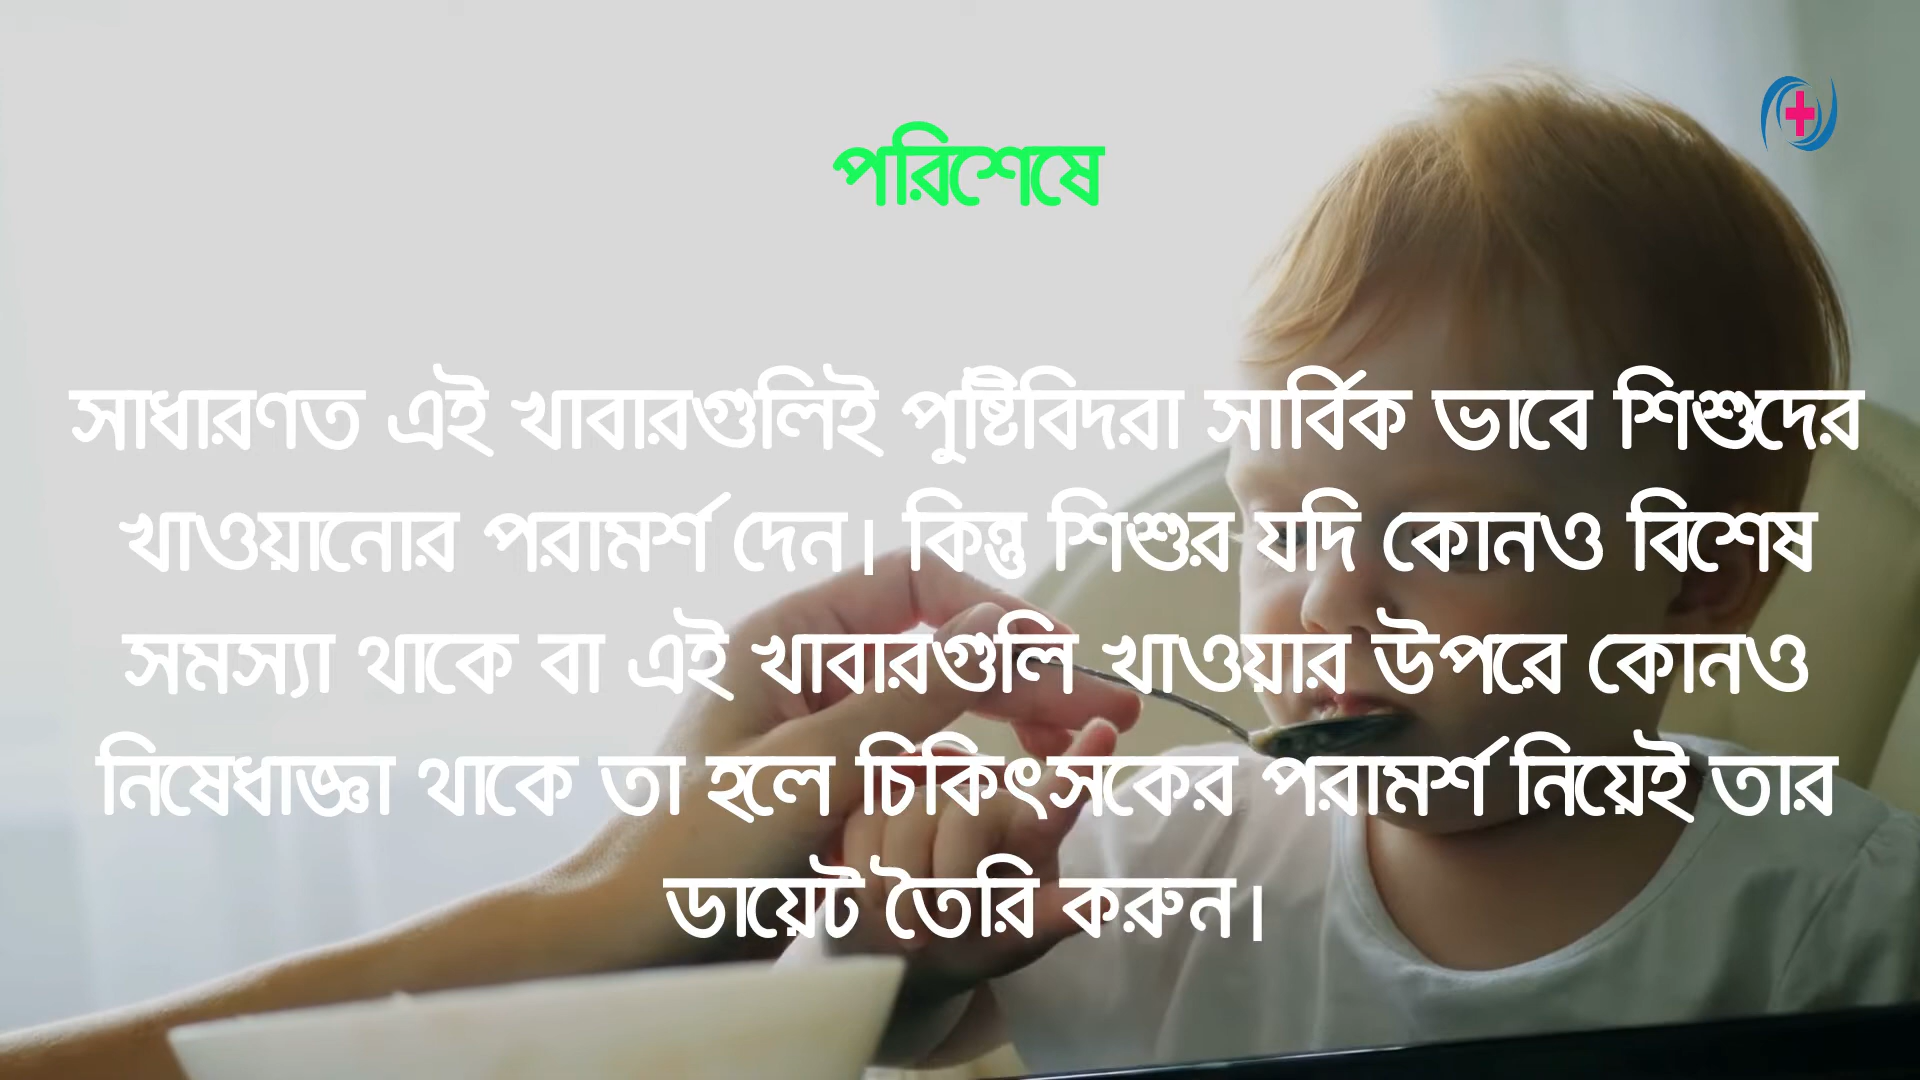 পরিশেষে
সাধারণত এই খাবারগুলিই পুষ্টিবিদরা সার্বিক ভাবে শিশুদের
খাওয়ানোর পরামর্শ দেন। কিন্তু শিশুর যদি কোনও বিশেষ
সমস্যা থাকে বা এই খাবারগুলি খাওয়ার উপরে কোনও
নিষেধাজ্ঞা থাকে তা হলে চিকিৎসকের পরামর্শ নিয়েই তার
ডায়েট তৈরি করুন।